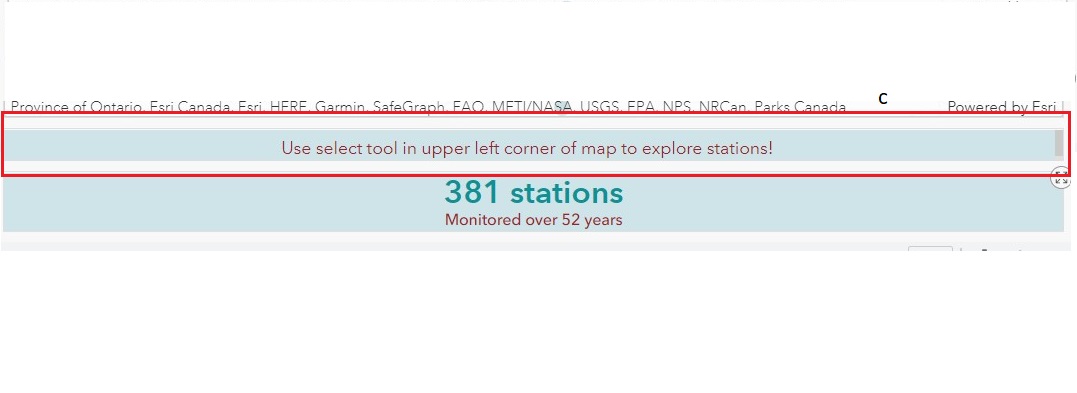 | Province of Ontario, Esri Canada, Esri, HERE, Garmin, SafeGraph, FAO, METI/NASA, USGS, EPA, NPS, NRCan, Parks Canada
C
Powered by Esri |
Use select tool in upper left corner of map to explore stations!
381 stations
Monitored over 52 years